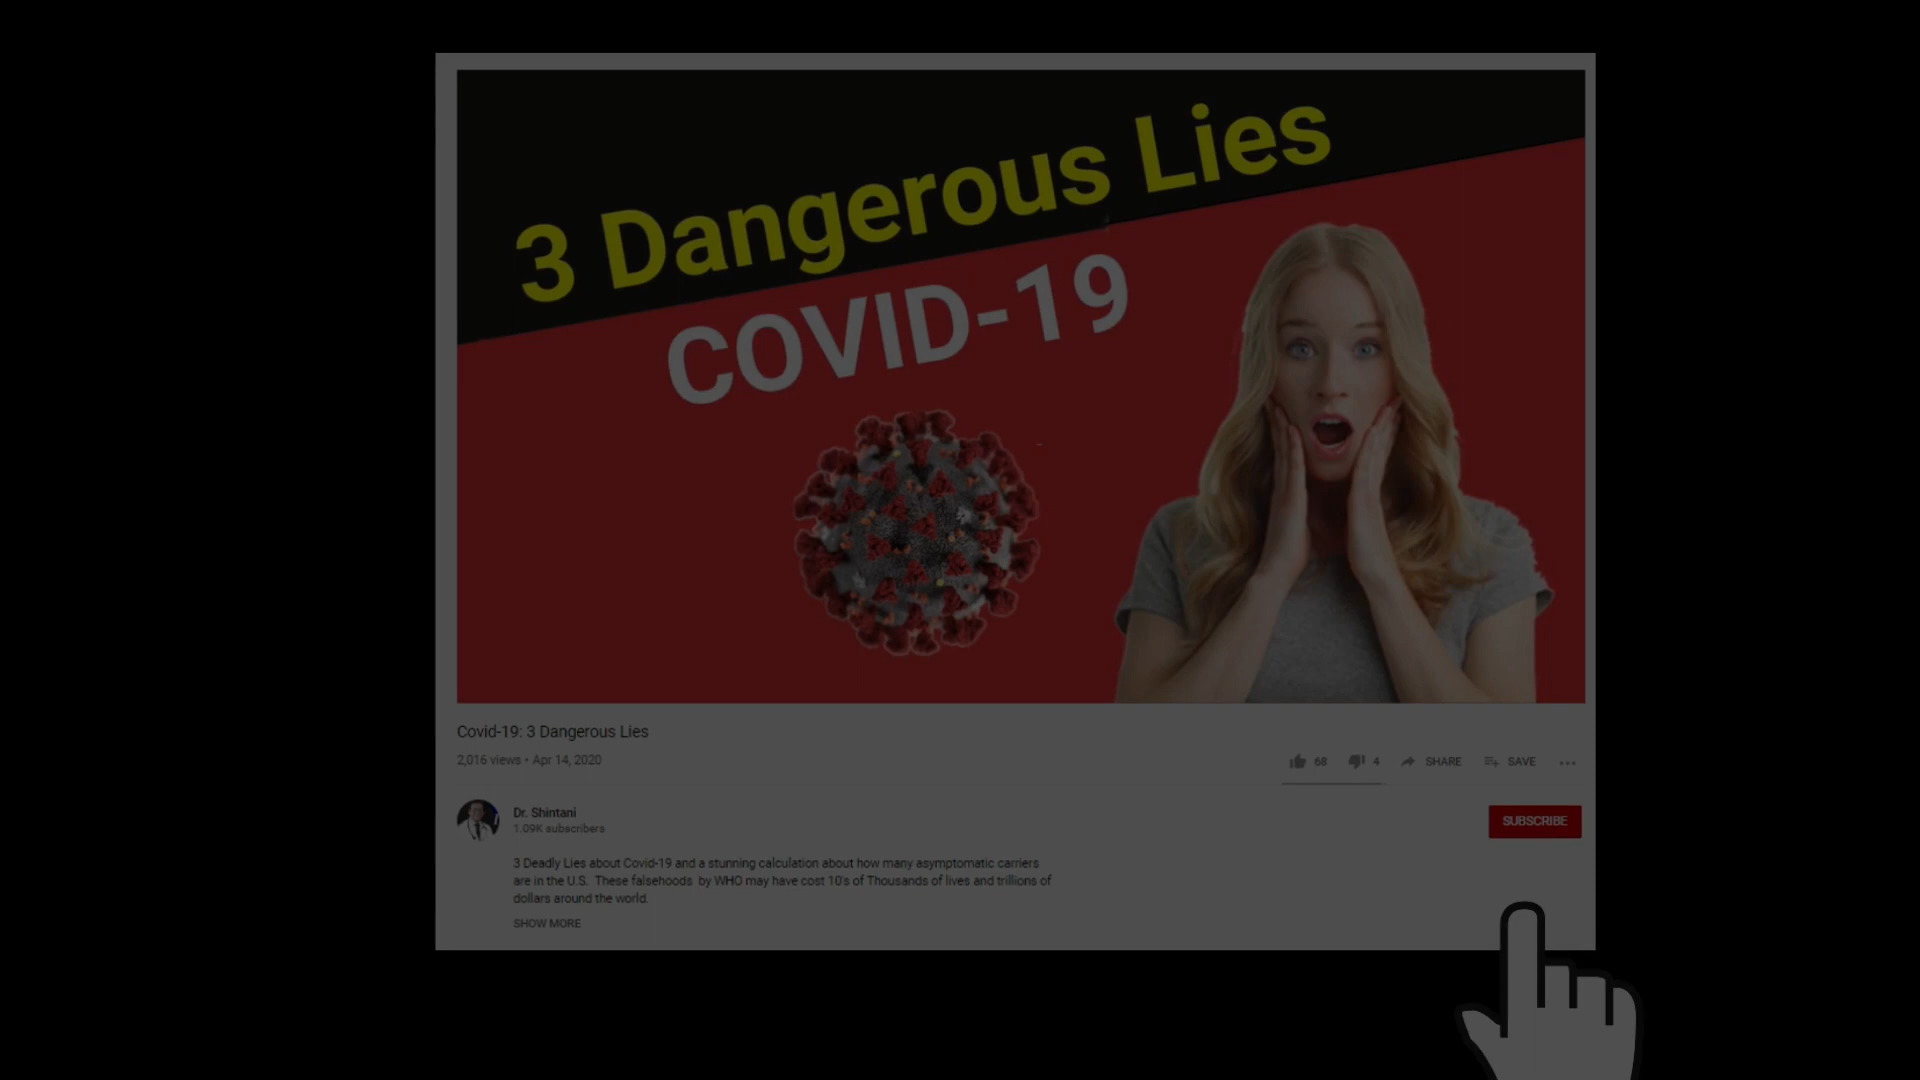 3 Dangerous Lies
COVID-19
Covid-19: 3 Dangerous Lies
2,016 views • Apr 14, 2020
68 4 SHARE SAVE
Dr. Shintani
1.09K subscribers
SUBSCRIBE
3 Deadly Lies about Covid-19 and a stunning calculation about how many asymptomatic carriers
are in the U.S. These falsehoods by WHO may have cost 10's of Thousands of lives and trillions of
dollars around the world.
SHOW MORE